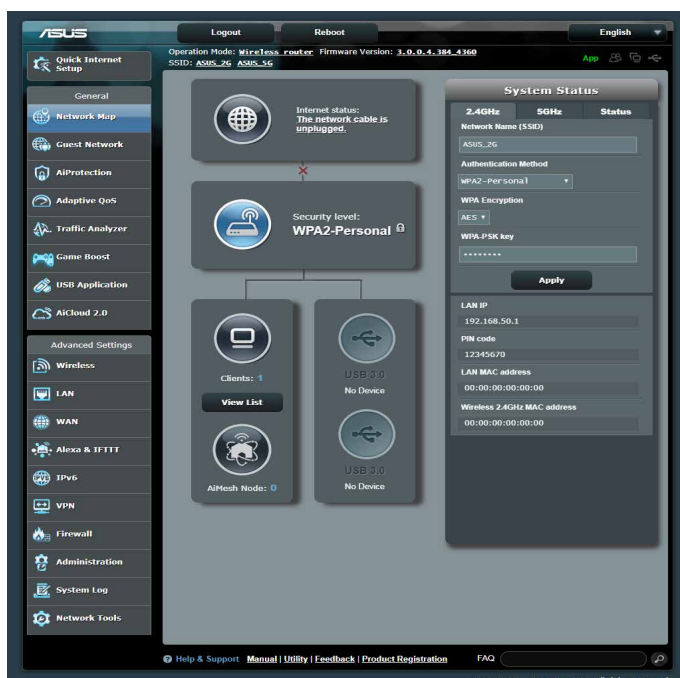 ASUS
Logout
Reboot
English
Quick Internet
Setup
Operation Mode: Wireless router Firmware Version: 3.0.0.4.384_4360
SSID: ASUS_2G ASUS_5G
App
General
Network Map
Guest Network
AiProtection
Adaptive QoS
Traffic Analyzer
Game Boost
USB Application
AiCloud 2.0
Advanced Settings
Wireless
LAN
WAN
Alexa & IFTTT
IPv6
VPN
Firewall
Administration
System Log
Network Tools
Internet status:
The network cable is
unplugged.
Security level:
WPA2-Personal
Clients: 1
View List
AiMesh Node: 0
USB 3.0
No Device
USB 3.0
No Device
System Status
2.4GHz 5GHz Status
Network Name (SSID)
ASUS_2G
Authentication Method
WPA2-Personal
WPA Encryption
AES
WPA-PSK key
········
Apply
LAN IP
192.168.50.1
PIN code
12345670
LAN MAC address
00:00:00:00:00:00
Wireless 2.4GHz MAC address
00:00:00:00:00:00
Help & Support Manual | Utility | Feedback | Product Registration FAQ